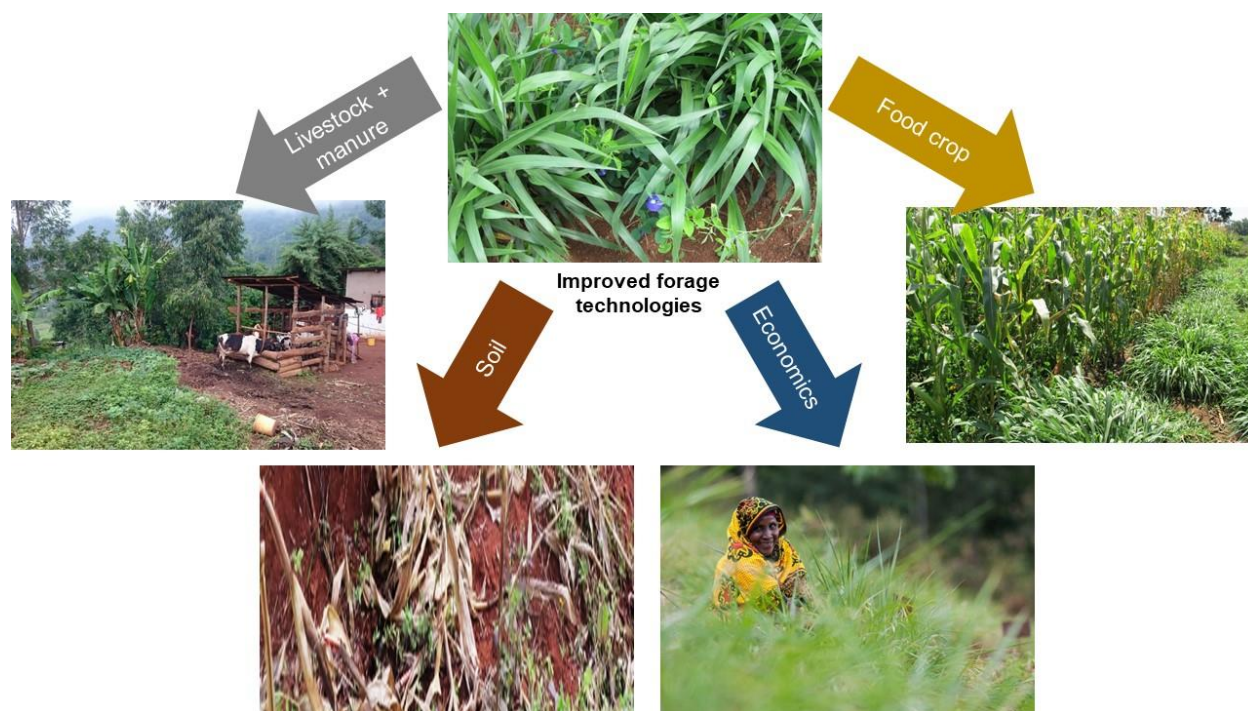 Livestock +
manure
Food crop
Improved forage
technologies
Soil
Economics